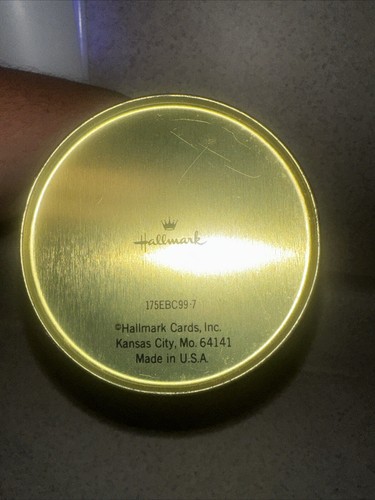 Hallmark
175EBC99-7
©Hallmark Cards, Inc.
Kansas City, Mo. 64141
Made in U.S.A.